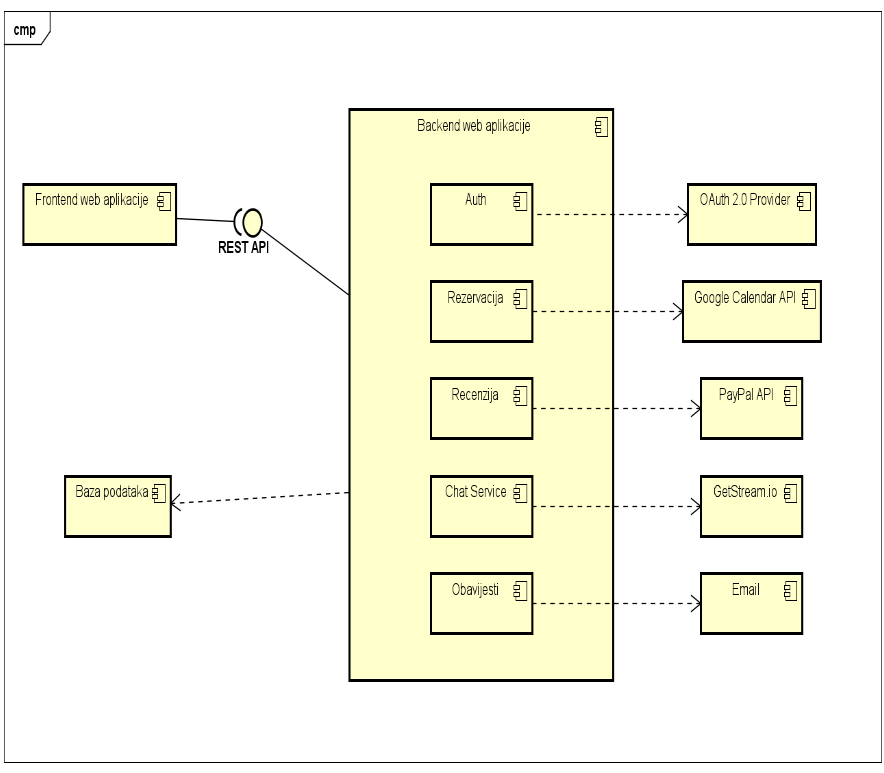 cmp
Backend web aplikacije
Frontend web aplikacije
REST API
Auth
OAuth 2.0 Provider
Rezervacija
Google Calendar API
Recenzija
PayPal API
Baza podataka
Chat Service
GetStream.io
Obavijesti
Email